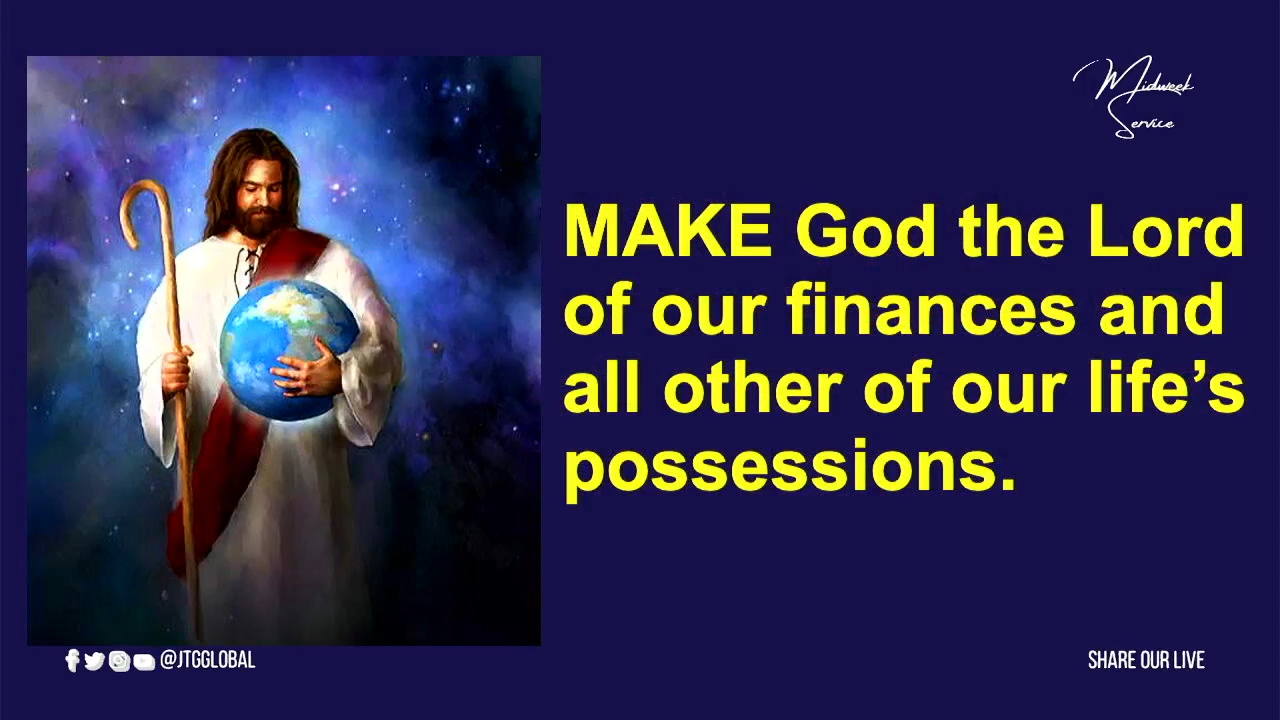 Midweek
Service
MAKE God the Lord
of our finances and
all other of our life’s
possessions.
@JTGGLOBAL
SHARE OUR LIVE